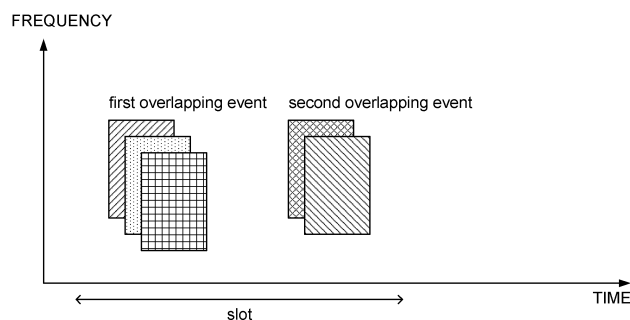 FREQUENCY
first overlapping event
second overlapping event
TIME
slot